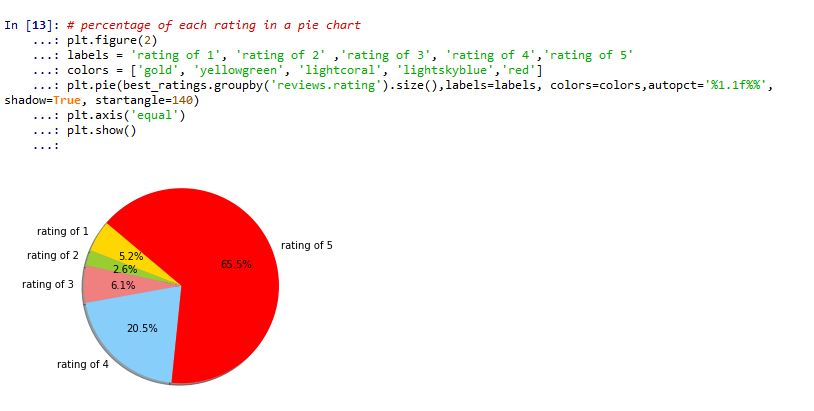 In [13]: # percentage of each rating in a pie chart
...: plt.figure(2)
...: labels = 'rating of 1', 'rating of 2' ,'rating of 3', 'rating of 4','rating of 5'
...: colors = ['gold', 'yellowgreen', 'lightcoral', 'lightskyblue','red']
...: plt.pie(best_ratings.groupby('reviews.rating').size(),labels=labels, colors=colors,autopct='%1.1f%%',
shadow=True, startangle=140)
...: plt.axis('equal')
...: plt.show()
...:
rating of 1
5.2%
rating of 2
2.6%
rating of 3
6.1%
rating of 4
20.5%
rating of 5
65.5%